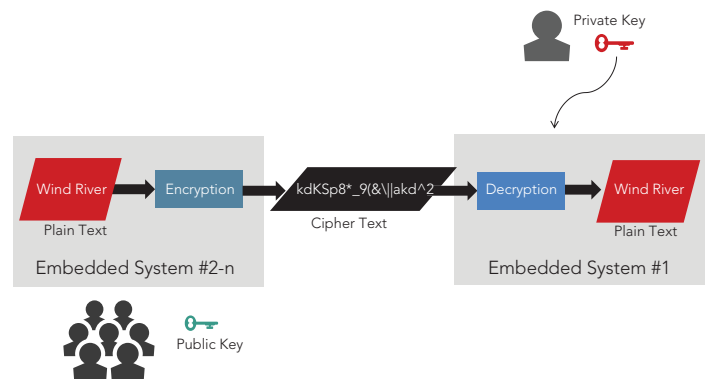 Private Key
Wind River
Encryption
kdKSp8*_9(&\||akd^2
Decryption
Wind River
Plain Text
Cipher Text
Plain Text
Embedded System #2-n
Embedded System #1
Public Key